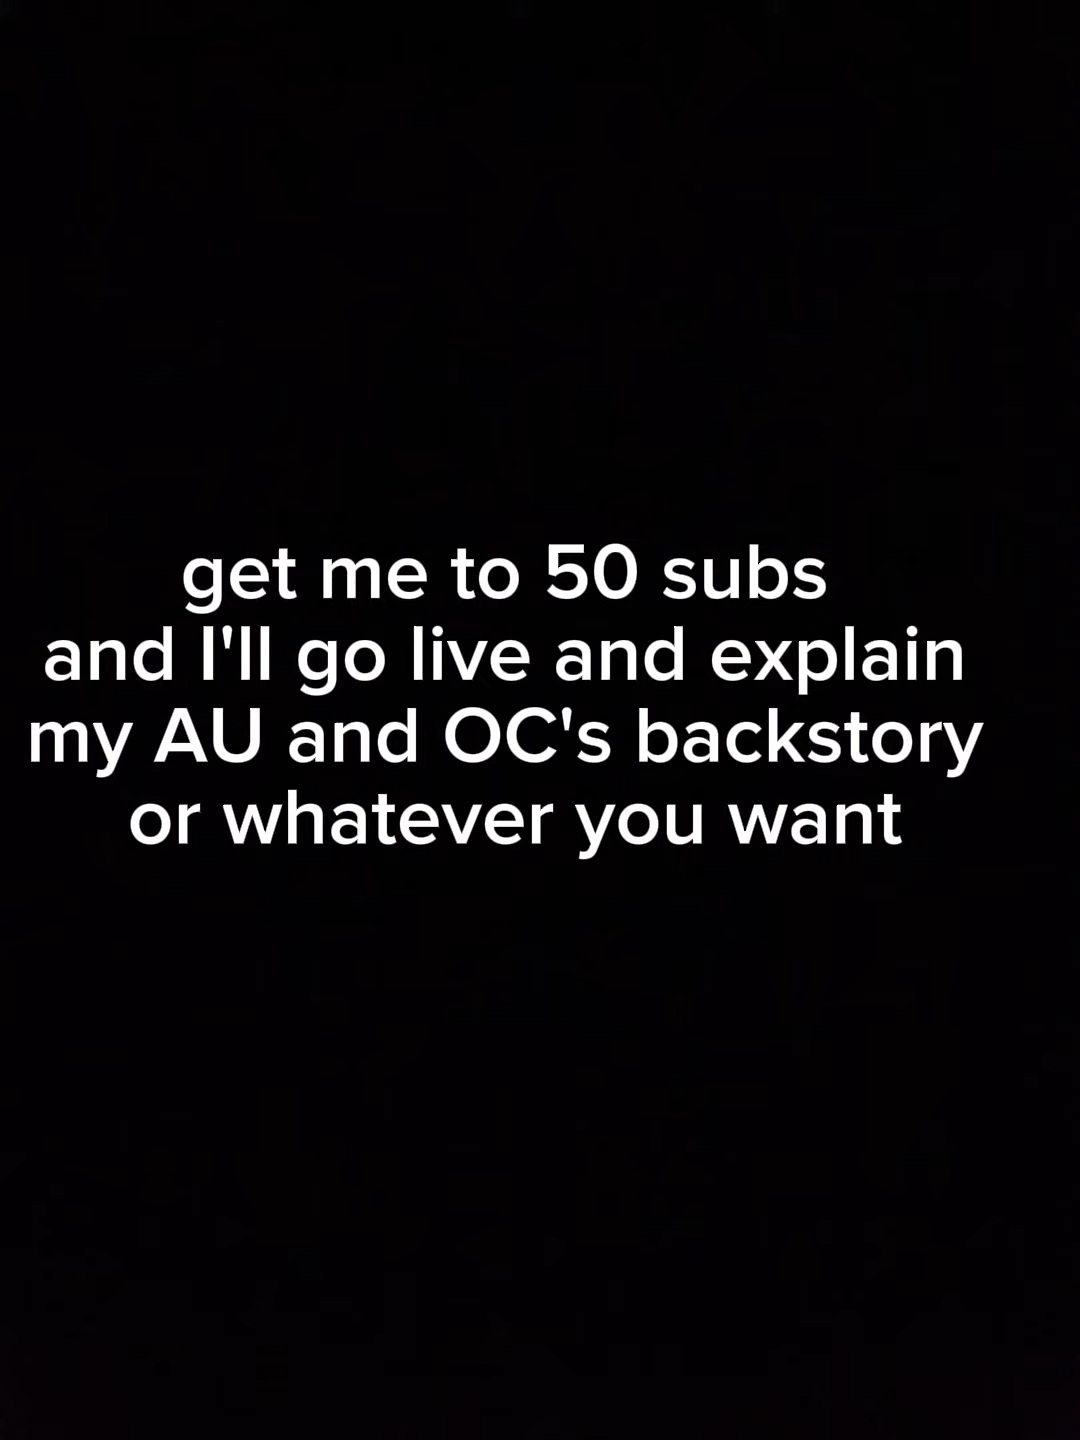 get me to 50 subs
and I'll go live and explain
my AU and OC's backstory
or whatever you want